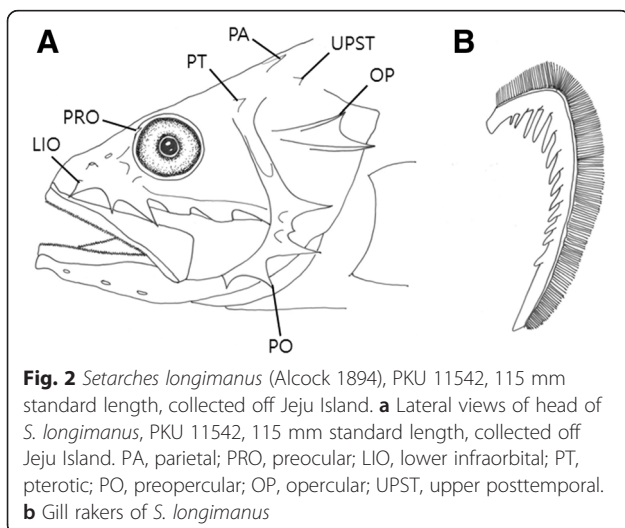 A
B
PA
UPST
PT
OP
PRO
LIO
PO
Fig. 2 Setarches longimanus (Alcock 1894), PKU 11542, 115 mm
standard length, collected off Jeju Island. a Lateral views of head of
S. longimanus, PKU 11542, 115 mm standard length, collected off
Jeju Island. PA, parietal; PRO, preocular; LIO, lower infraorbital; PT,
pterotic; PO, preopercular; OP, opercular; UPST, upper posttemporal.
b Gill rakers of S. longimanus